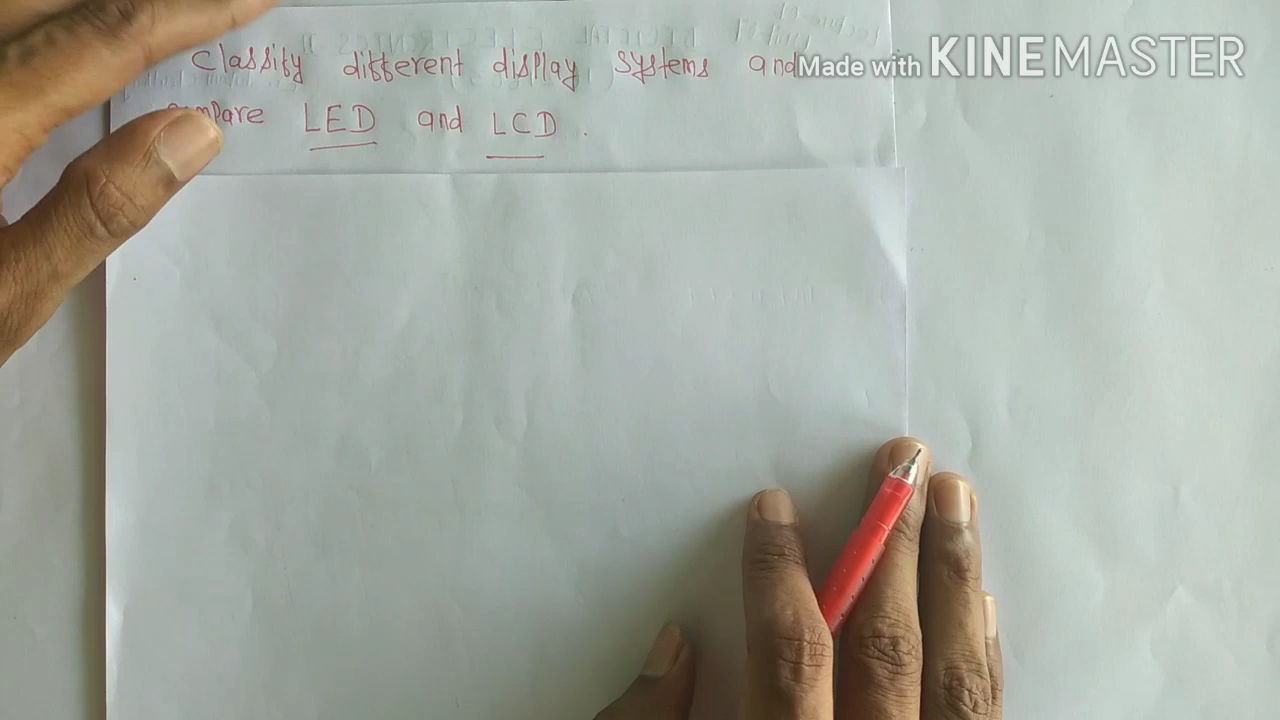 Classify different display systems and
compare LED and LCD.
Made with KINEMASTER